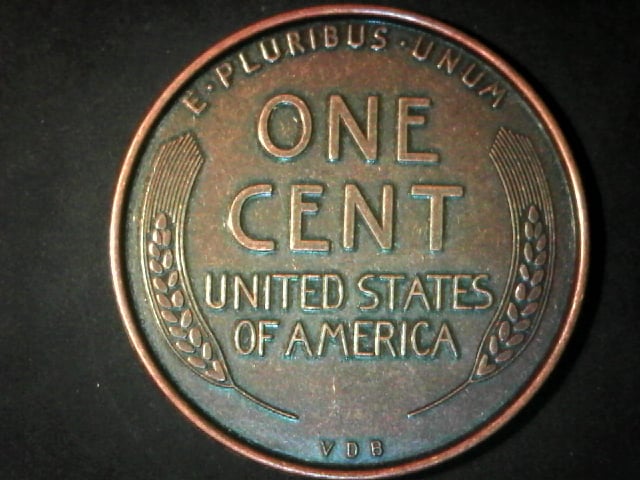 E·PLURIBUS·UNUM
ONE
CENT
UNITED STATES
OF AMERICA
VDB